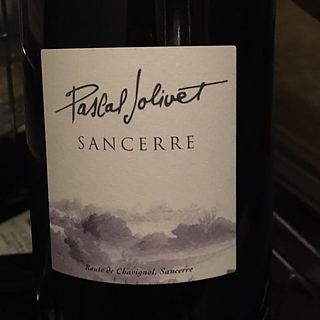 Pascal Jolivet
SANCERRE
Route de Chavignol, Sancerre